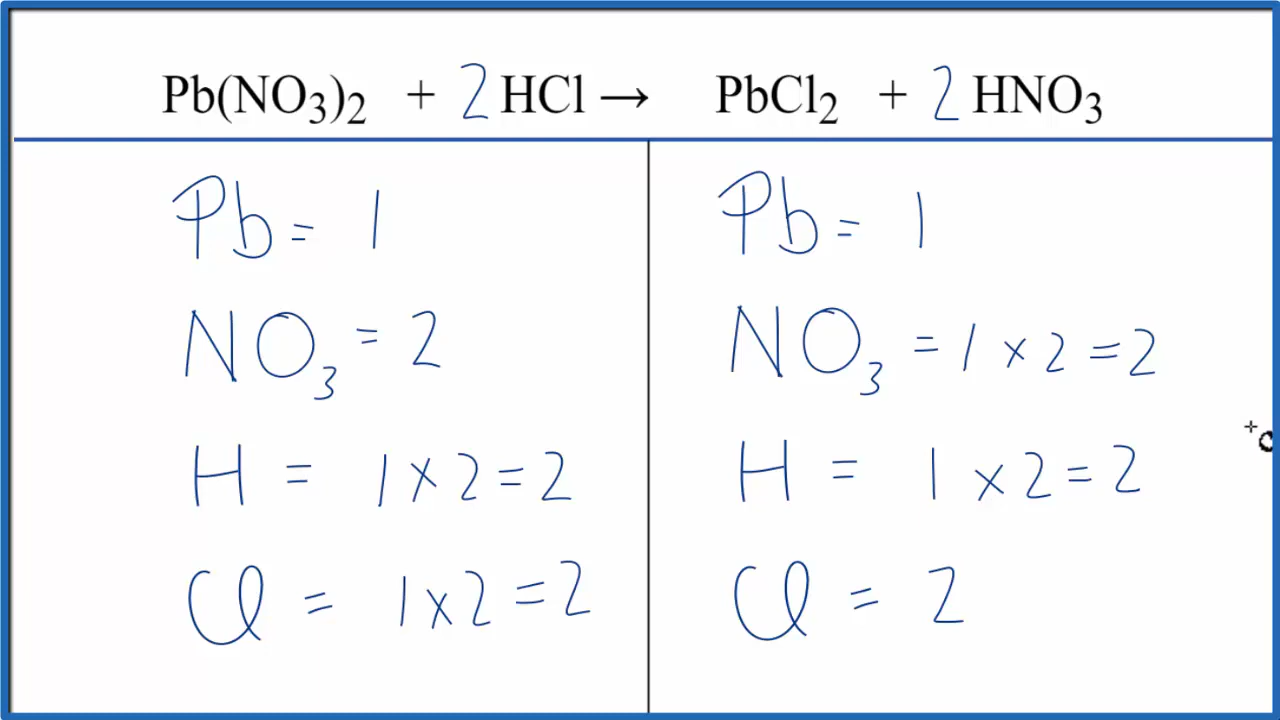 Pb(NO₃)₂ + 2 HCl → PbCl₂ + 2 HNO₃
Pb = 1
NO₃ = 2
H = 1 × 2 = 2
Cl = 1 × 2 = 2
Pb = 1
NO₃ = 1 × 2 = 2
H = 1 × 2 = 2
Cl = 2